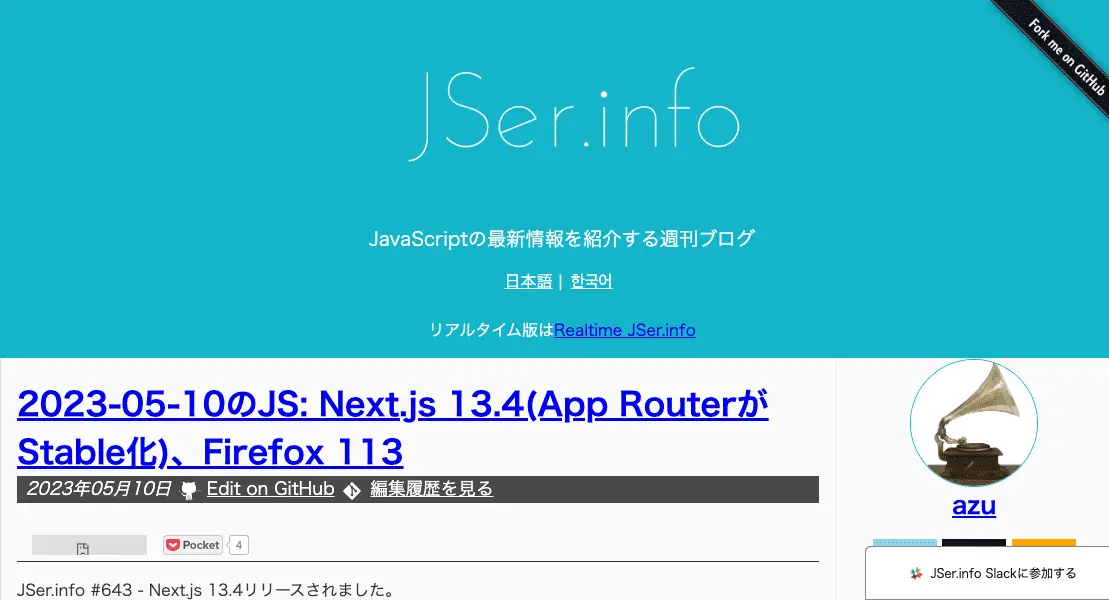 Fork me on GitHub
JSer.info
JavaScriptの最新情報を紹介する週刊ブログ
日本語 | 한국어
リアルタイム版はRealtime JSer.info
2023-05-10のJS: Next.js 13.4(App Routerが
Stable化)、Firefox 113
2023年05月10日 Edit on GitHub 編集履歴を見る
Pocket 4
JSer.info #643 - Next.js 13.4リリースされました。
azu
JSer.info Slackに参加する